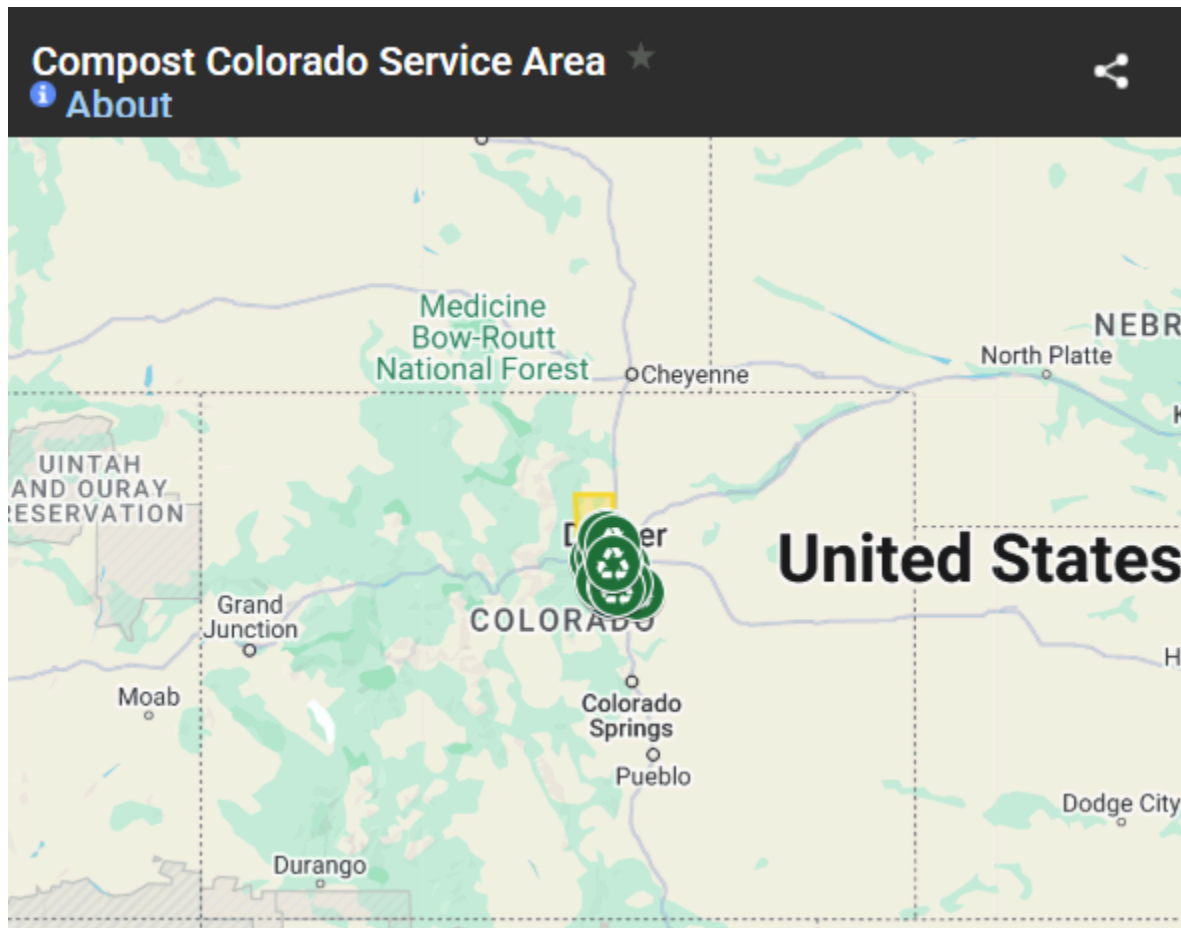 Compost Colorado Service Area
About
Medicine
Bow-Routt
National Forest
Cheyenne
North Platte
NEBR
K
UINTAH
AND OURAY
RESERVATION
D er
United States
Grand
Junction
COLORADO
H
Moab
Colorado
Springs
Pueblo
Dodge City
Durango